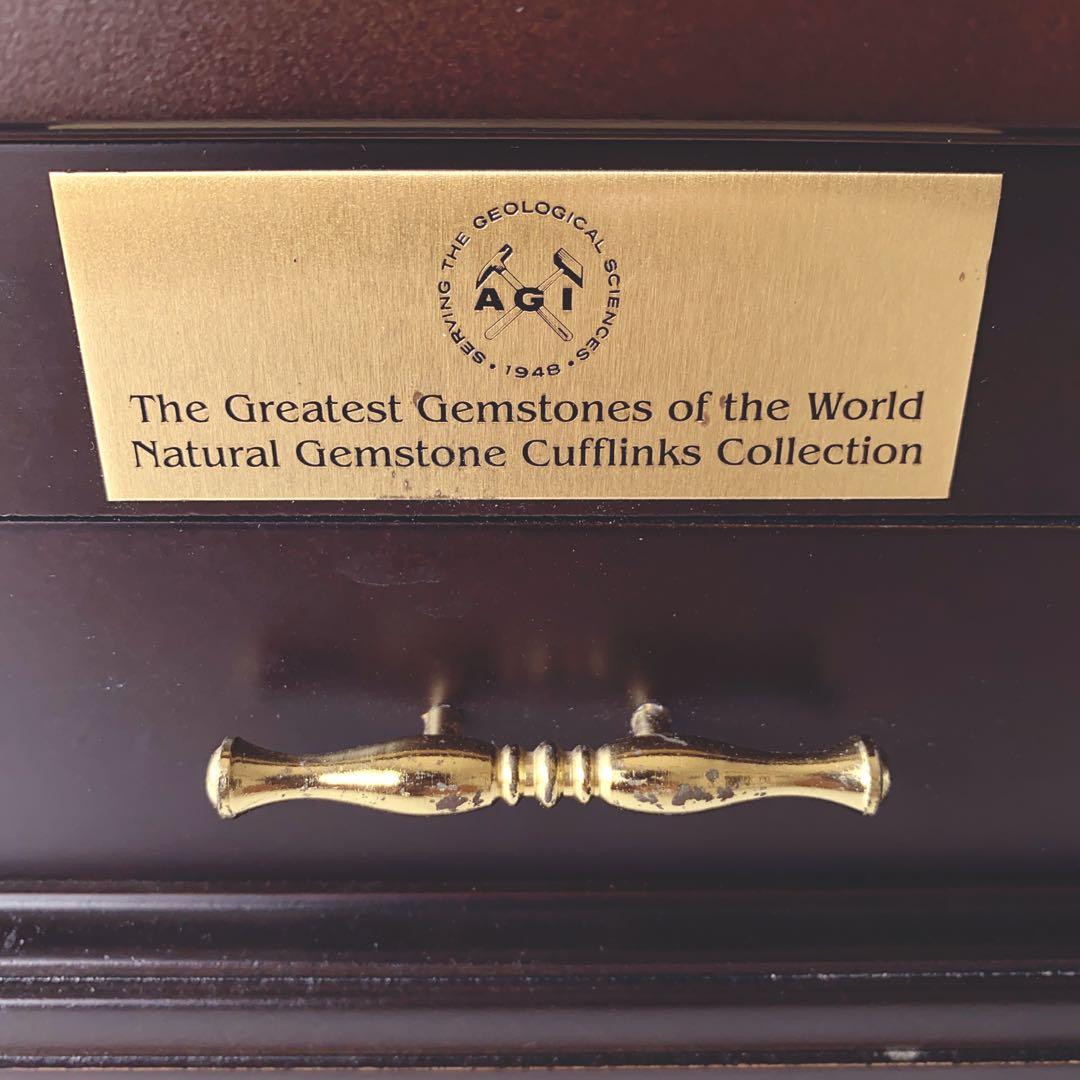 SERVING THE GEOLOGICAL SCIENCES
AGI
• 1948 •
The Greatest Gemstones of the World
Natural Gemstone Cufflinks Collection